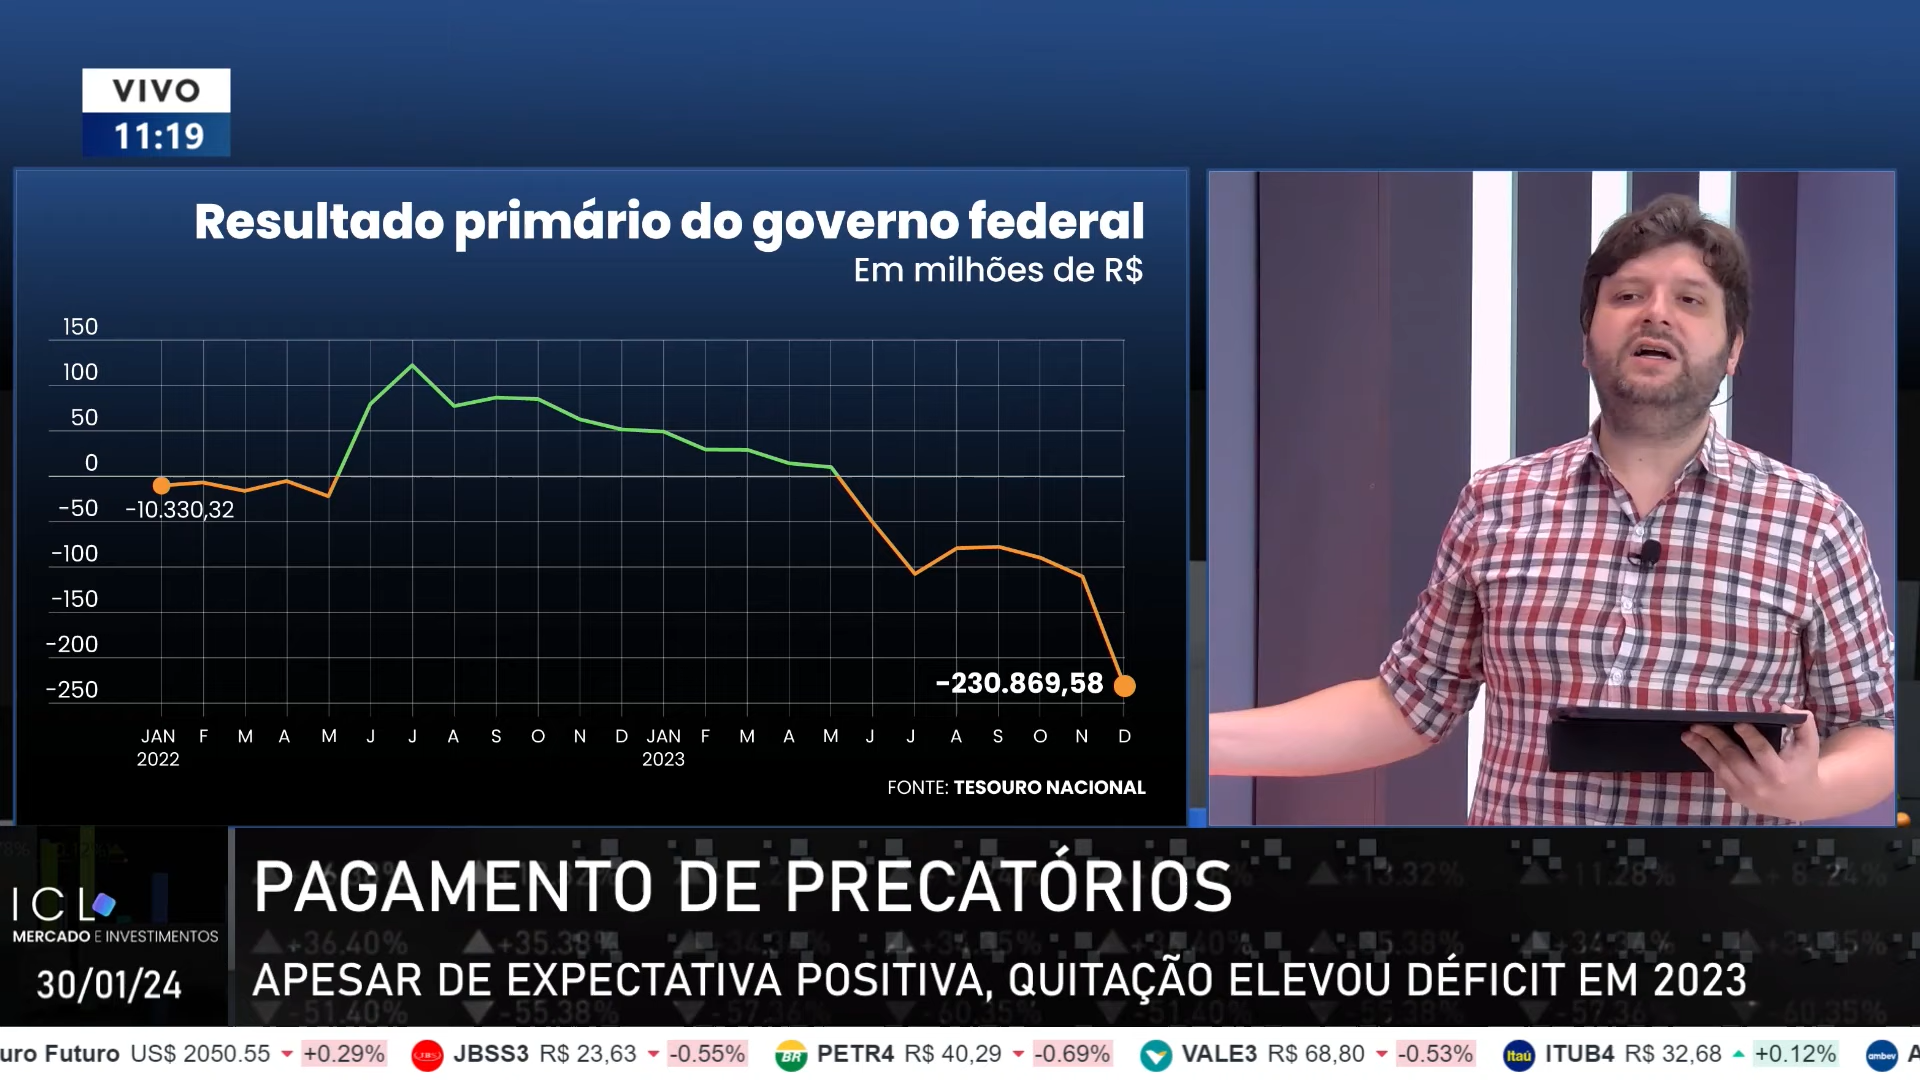 VIVO
11:19
Resultado primário do governo federal
Em milhões de R$
150
100
50
0
-50
-100
-150
-200
-250
-10.330,32
-230.869,58
JAN F M A M J J A S O N D JAN F M A M J J A S O N D
2022 2023
FONTE: TESOURO NACIONAL
PAGAMENTO DE PRECATÓRIOS
APESAR DE EXPECTATIVA POSITIVA, QUITAÇÃO ELEVOU DÉFICIT EM 2023
ICL
MERCADO E INVESTIMENTOS
30/01/24
uro Futuro US$ 2050.55 +0.29% JBS JBSS3 R$ 23,63 -0.55% BR PETR4 R$ 40,29 -0.69% VALE3 R$ 68,80 -0.53% Itaú ITUB4 R$ 32,68 +0.12% ambev A